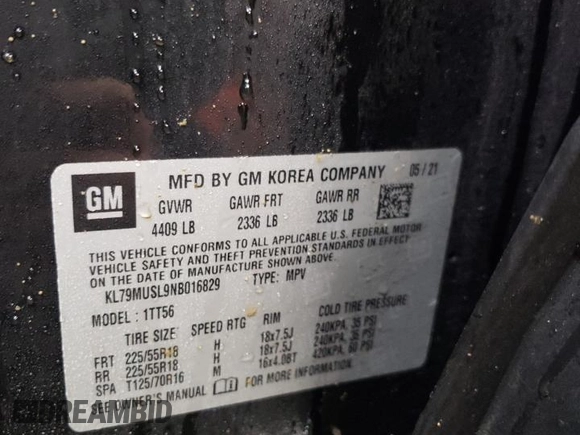 GM
MFD BY GM KOREA COMPANY 05/21
GVWR GAWR FRT GAWR RR
4409 LB 2336 LB 2336 LB
THIS VEHICLE CONFORMS TO ALL APPLICABLE U.S. FEDERAL MOTOR
VEHICLE SAFETY AND THEFT PREVENTION STANDARDS IN EFFECT
ON THE DATE OF MANUFACTURE SHOWN ABOVE.
KL79MUSL9NB016829 TYPE: MPV
MODEL: 1TT56
TIRE SIZE SPEED RTG RIM COLD TIRE PRESSURE
FRT 225/55R18 H 18x7.5J 240KPA, 35 PSI
RR 225/55R18 H 18x7.5J 240KPA, 35 PSI
SPA T125/70R16 M 16x4.0BT 420KPA, 60 PSI
SEE OWNER'S MANUAL FOR MORE INFORMATION.
DREAMBID